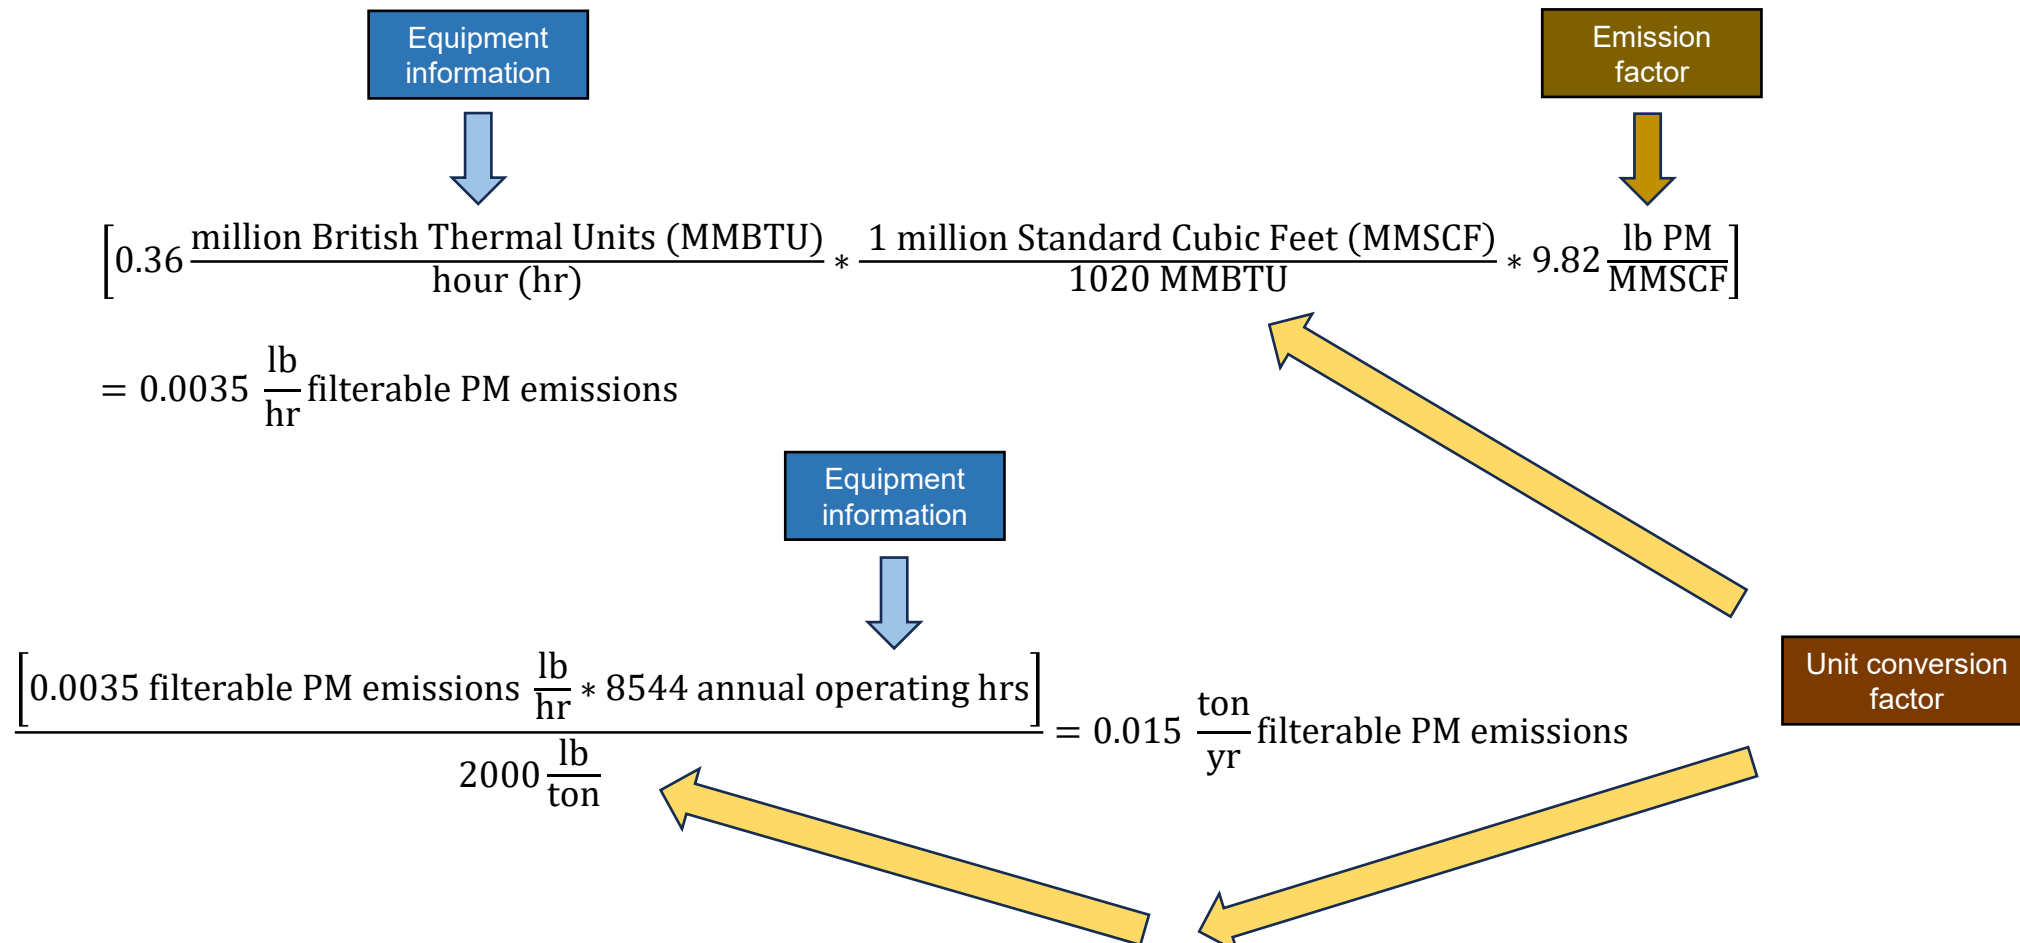 Equipment
information
Emission
factor
[0.36 million British Thermal Units (MMBTU)/hour (hr) ∗ 1 million Standard Cubic Feet (MMSCF)/1020 MMBTU ∗ 9.82 lb PM/MMSCF]
= 0.0035 lb/hr filterable PM emissions
Equipment
information
[0.0035 filterable PM emissions lb/hr ∗ 8544 annual operating hrs]/2000 lb/ton = 0.015 ton/yr filterable PM emissions
Unit conversion
factor